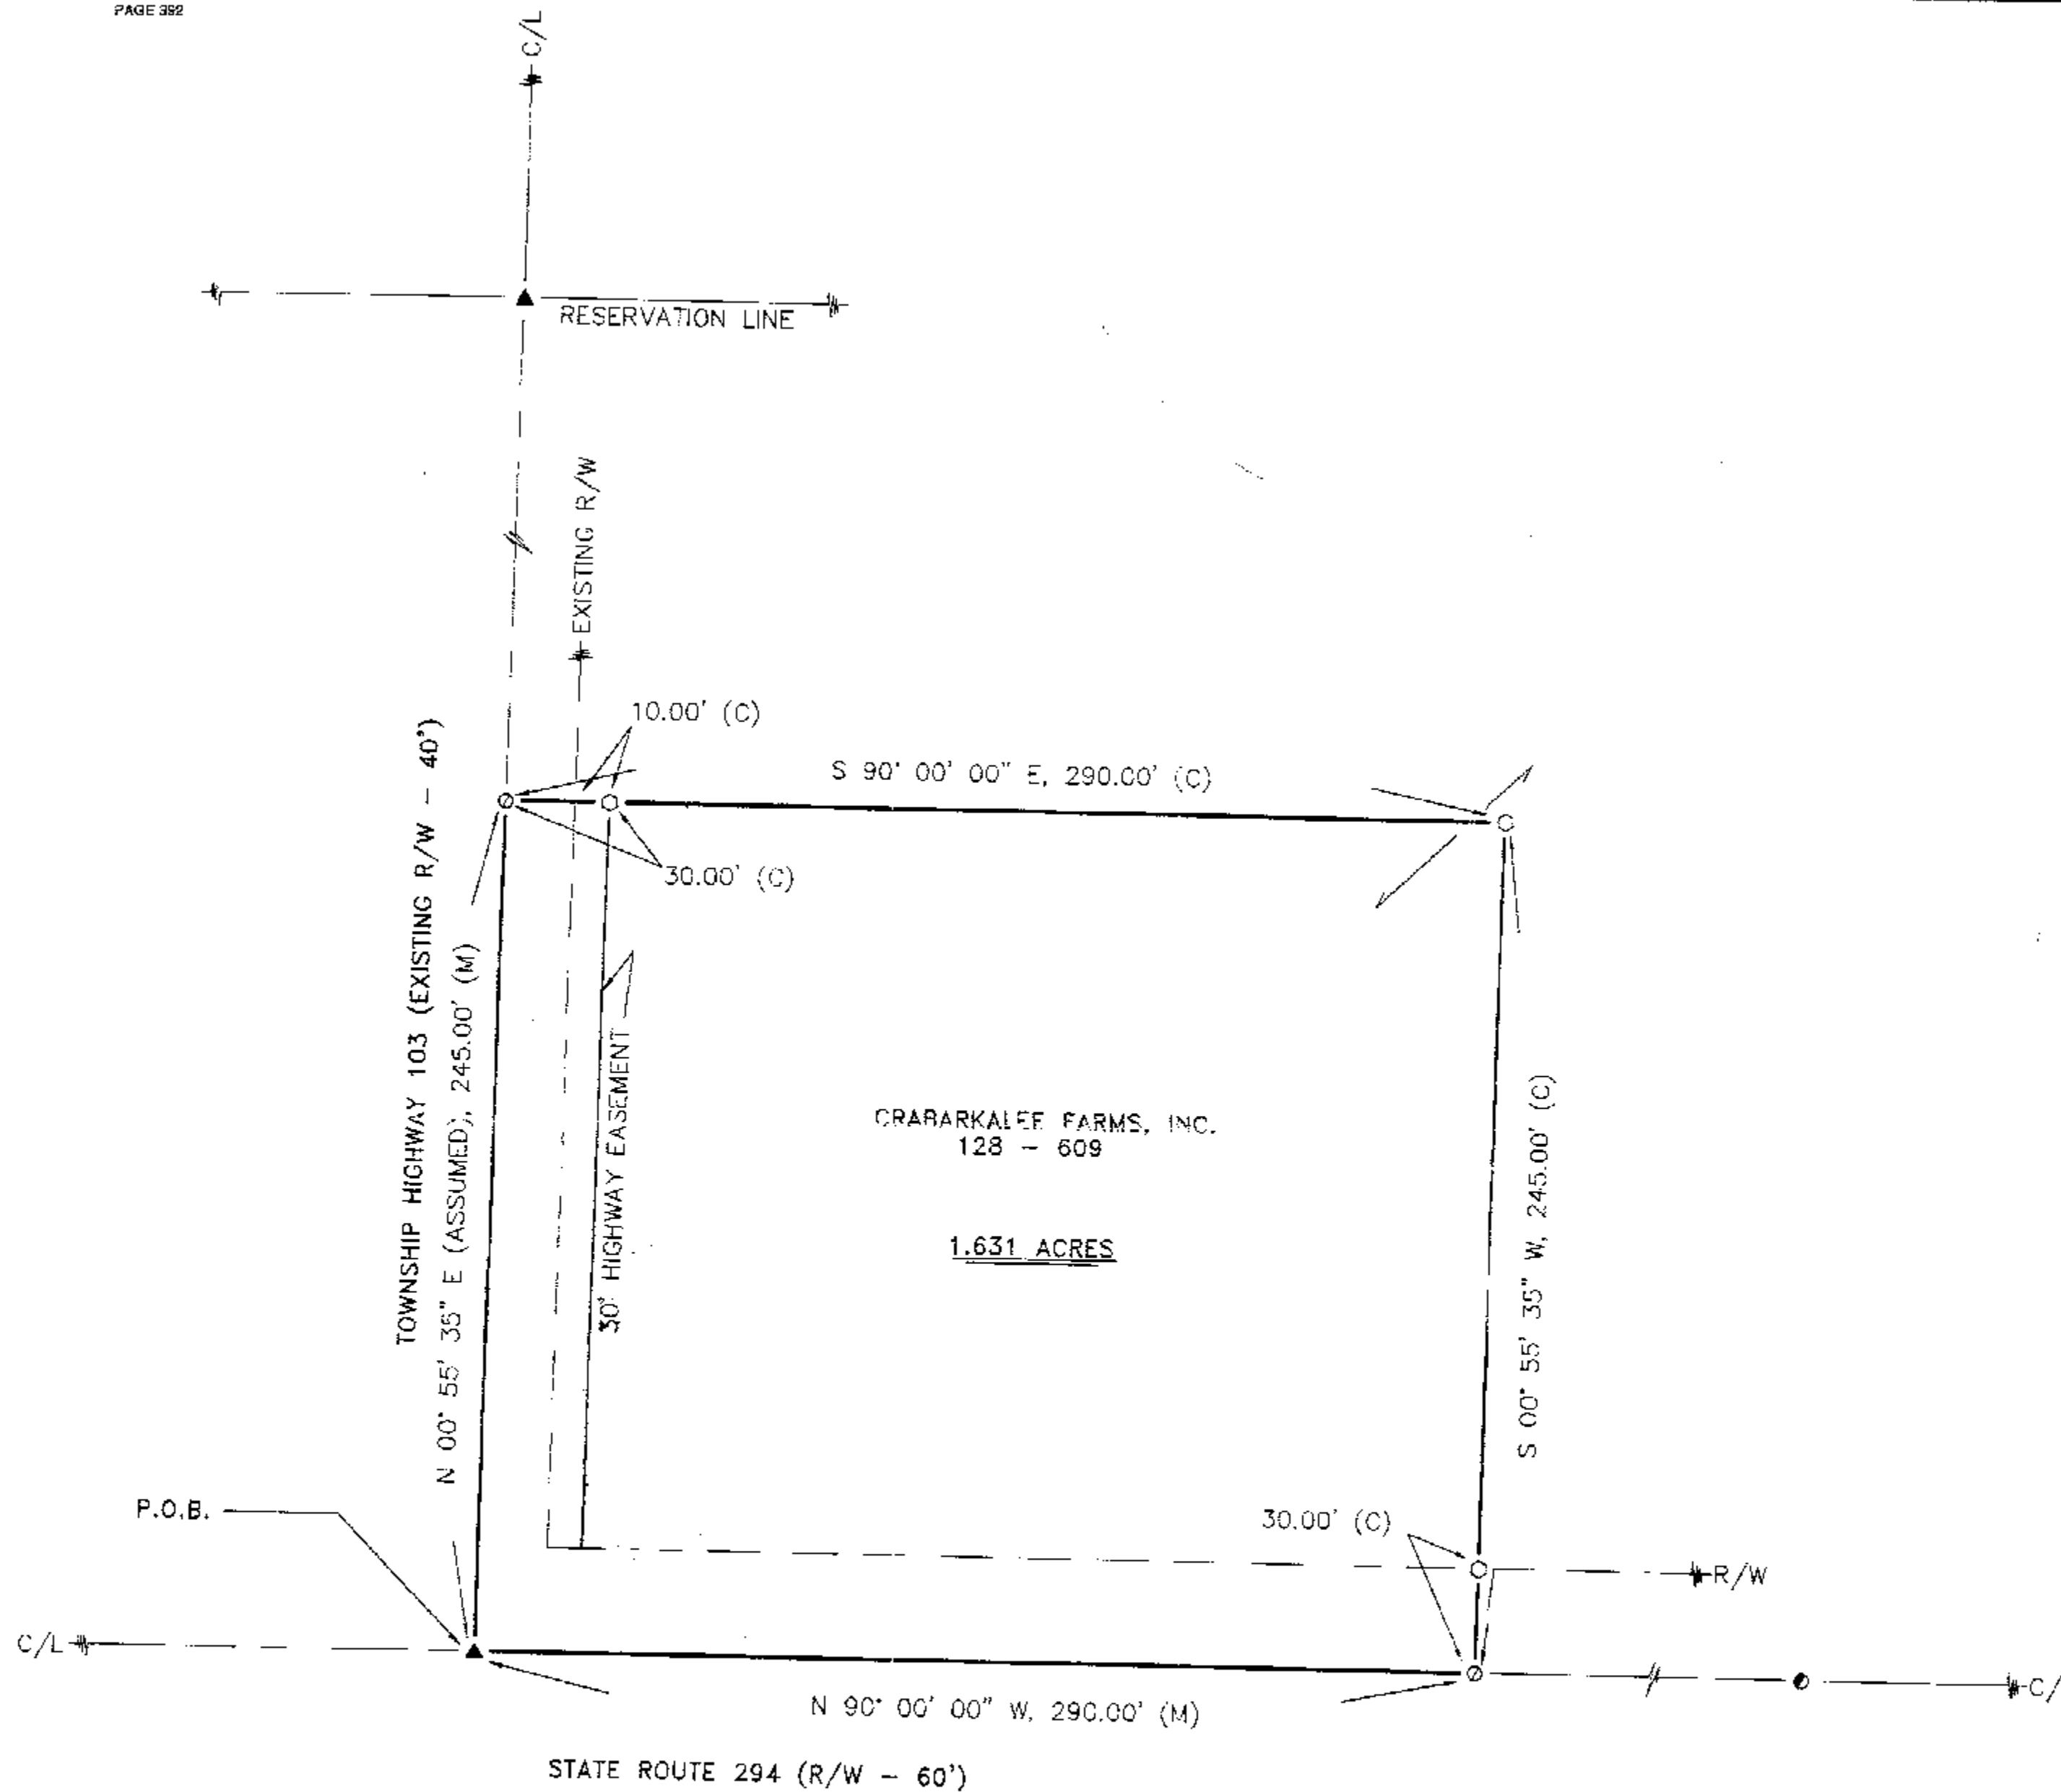 PAGE 392
C/L
RESERVATION LINE
EXISTING R/W
10.00' (C)
S 90° 00' 00" E, 290.00' (C)
30.00' (C)
TOWNSHIP HIGHWAY 103 (EXISTING R/W - 40')
N 00° 55' 35" E (ASSUMED), 245.00' (M)
30' HIGHWAY EASEMENT
CRABARKALEE FARMS, INC.
128 - 609
1.631 ACRES
S 00° 55' 35" W, 245.00' (C)
P.O.B.
30.00' (C)
R/W
C/L
C/
N 90° 00' 00" W, 290.00' (M)
STATE ROUTE 294 (R/W - 60')